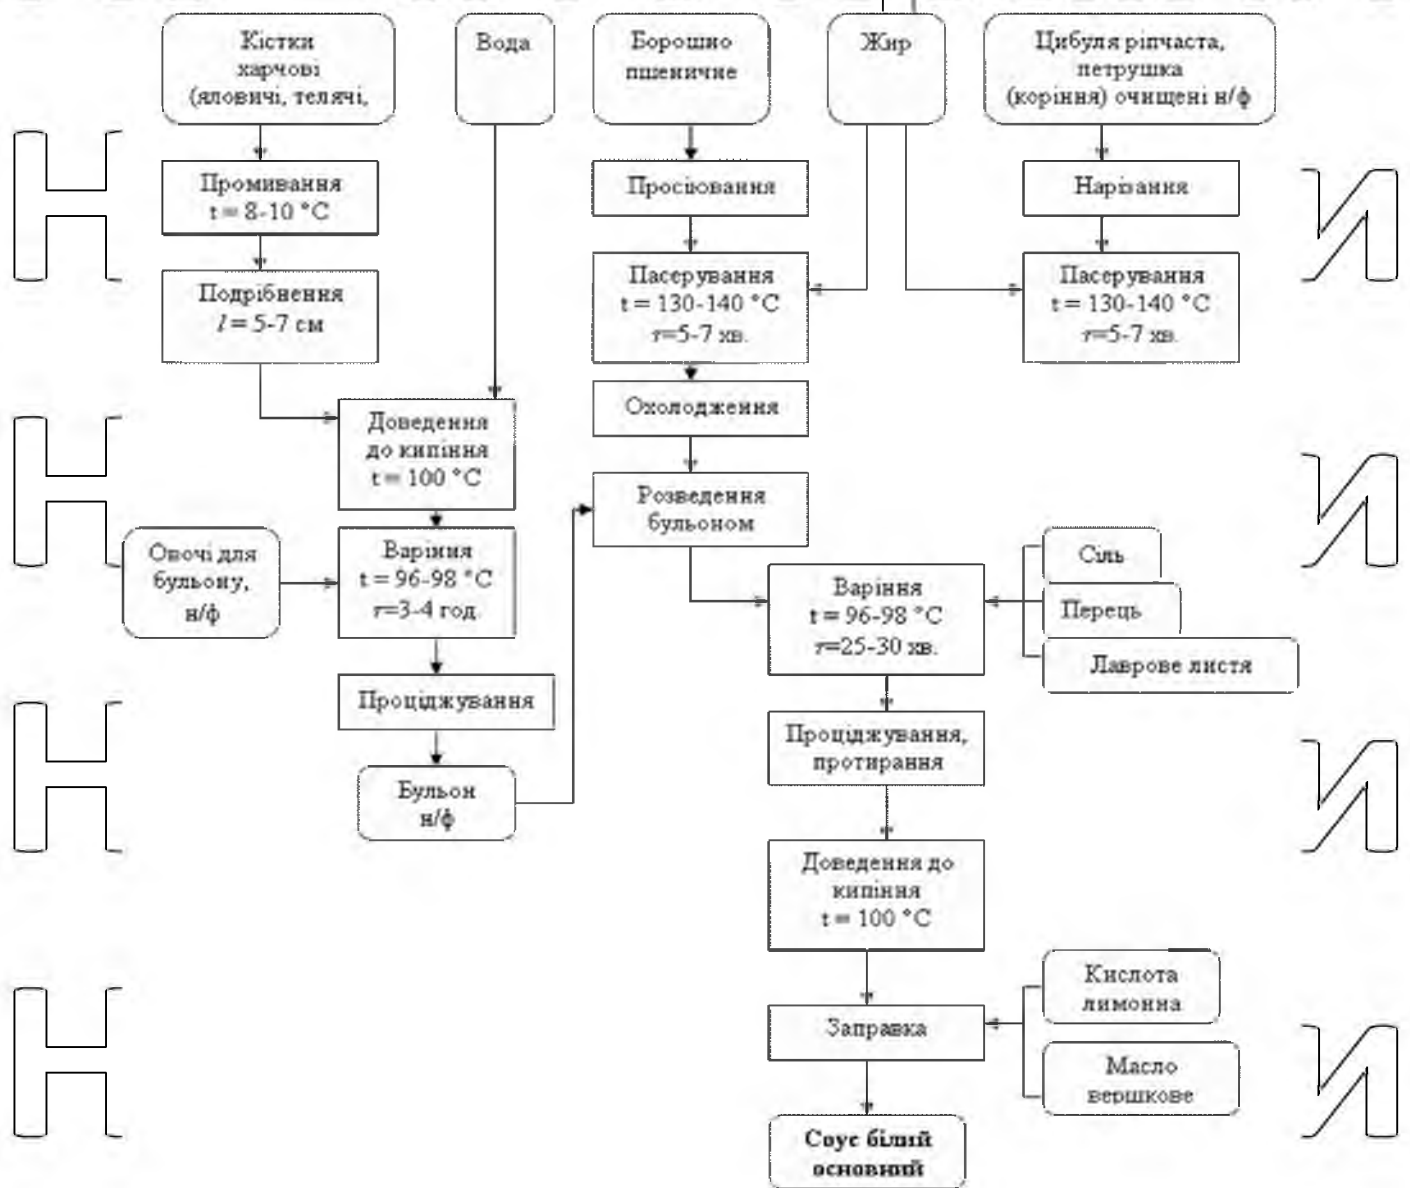 Кістки
харчові
(яловичі, телячі,
Вода
Борошно
пшеничне
Жир
Цибуля ріпчаста,
петрушка
(коріння) очищені н/ф
Промивання
t = 8-10 °C
Просіювання
Нарізання
Подрібнення
l = 5-7 см
Пасерування
t = 130-140 °C
τ=5-7 хв.
Пасерування
t = 130-140 °C
τ=5-7 хв.
Охолодження
Доведення
до кипіння
t = 100 °C
Розведення
бульоном
Овочі для
бульону,
н/ф
Варіння
t = 96-98 °C
τ=3-4 год.
Варіння
t = 96-98 °C
τ=25-30 хв.
Сіль
Перець
Лаврове листя
Проціджування
Проціджування,
протирання
Бульон
н/ф
Доведення до
кипіння
t = 100 °C
Заправка
Кислота
лимонна
Масло
вершкове
Соус білий
основний
Н
И
Н
И
Н
И
Н
И